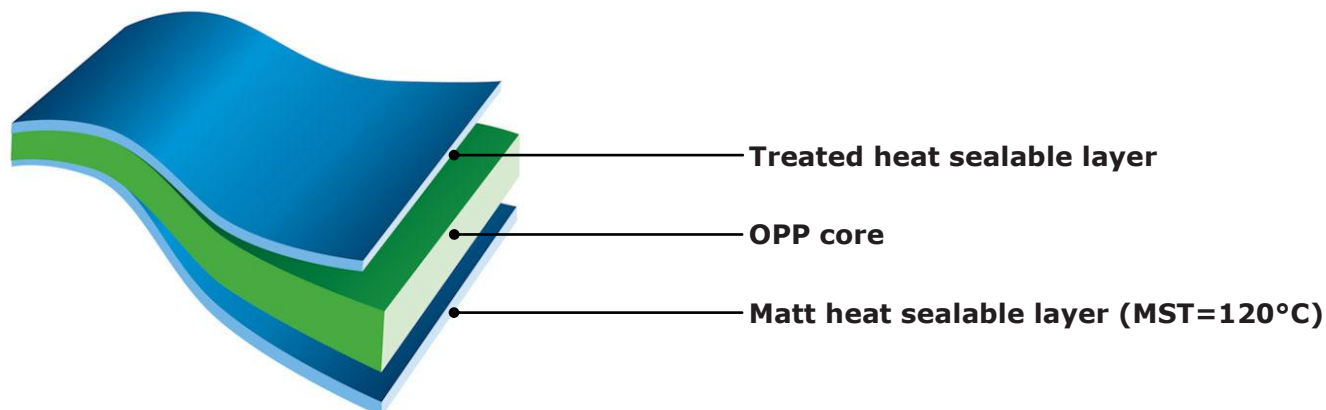 Treated heat sealable layer
OPP core
Matt heat sealable layer (MST=120°C)